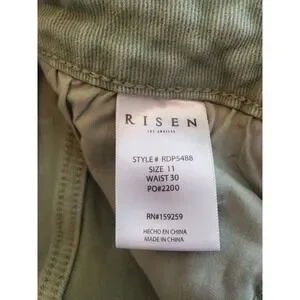 RISEN
LOS ANGELES
STYLE# RDP5488
SIZE 11
WAIST 30
PO#2200
RN#159259
HECHO EN CHINA
MADE IN CHINA